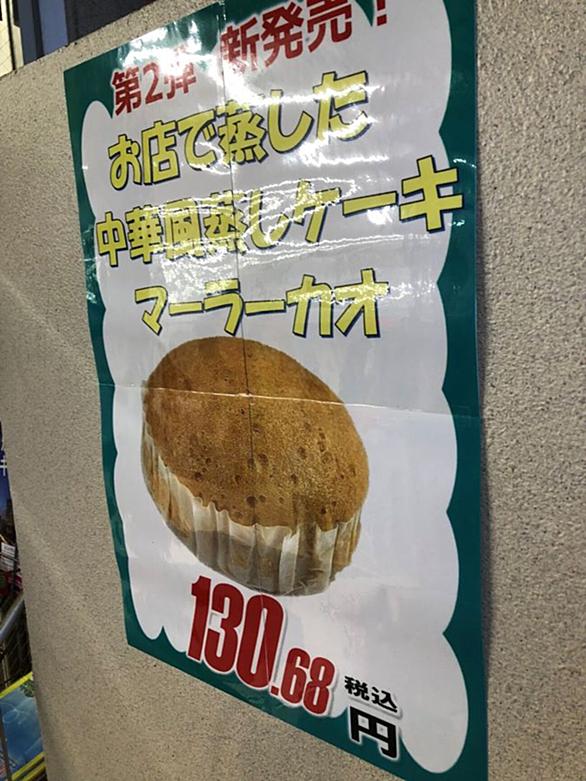 第2弾 新発売!
お店で蒸した
中華風蒸しケーキ
マーラーカオ
130.68
税込
円